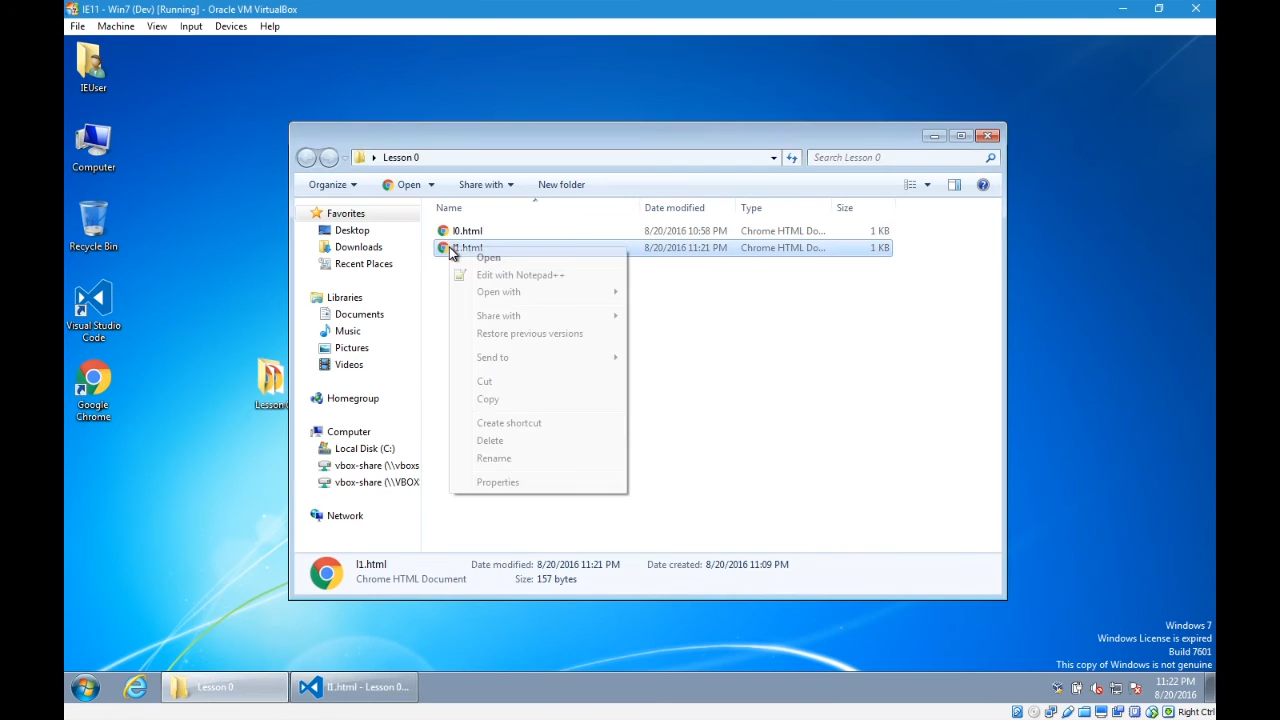 IE11 - Win7 (Dev) [Running] - Oracle VM VirtualBox
File Machine View Input Devices Help
IEUser
Computer
Recycle Bin
Visual Studio
Code
Google
Chrome
Lesson
Lesson 0
Search Lesson 0
Organize Open Share with New folder
Name Date modified Type Size
l0.html 8/20/2016 10:58 PM Chrome HTML Do... 1 KB
l1.html 8/20/2016 11:21 PM Chrome HTML Do... 1 KB
Favorites
Desktop
Downloads
Recent Places
Libraries
Documents
Music
Pictures
Videos
Homegroup
Computer
Local Disk (C:)
vbox-share (\\vboxs
vbox-share (\\VBOX
Network
Open
Edit with Notepad++
Open with
Share with
Restore previous versions
Send to
Cut
Copy
Create shortcut
Delete
Rename
Properties
l1.html Date modified: 8/20/2016 11:21 PM Date created: 8/20/2016 11:09 PM
Chrome HTML Document Size: 157 bytes
Windows 7
Windows License is expired
Build 7601
This copy of Windows is not genuine
Lesson 0
l1.html - Lesson 0...
11:22 PM
8/20/2016
Right Ctrl